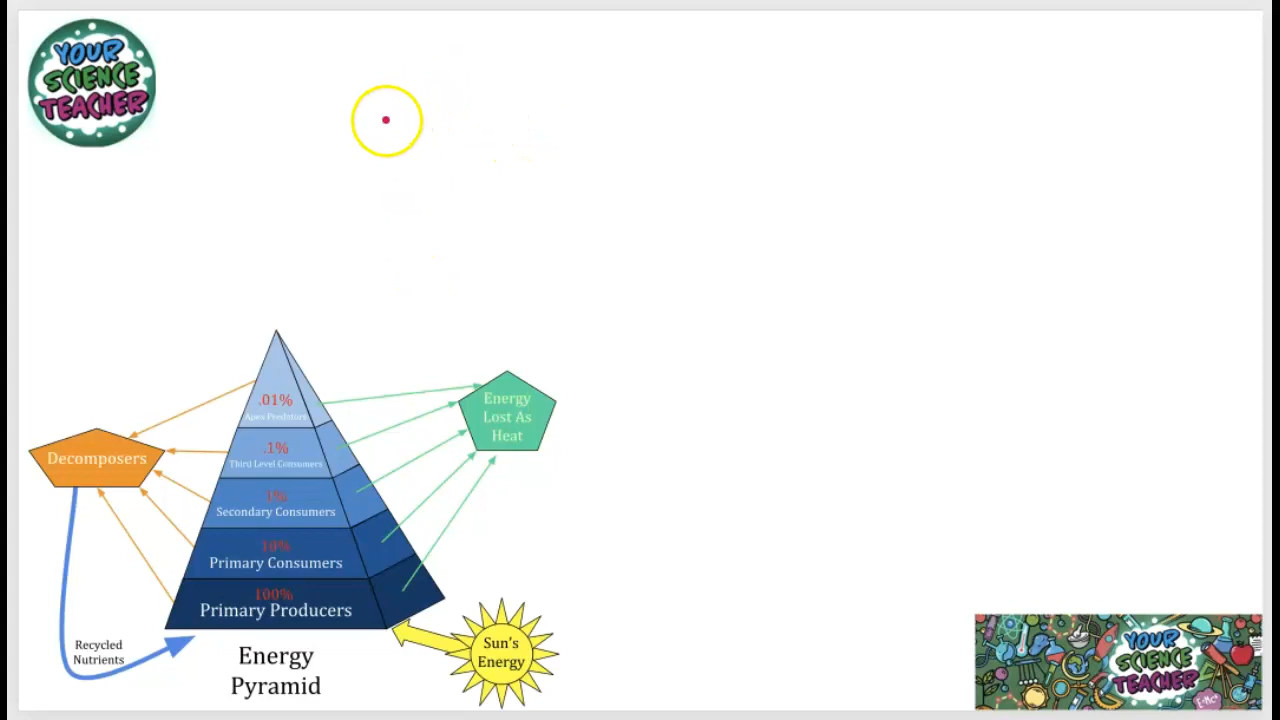 YOUR
SCIENCE
TEACHER
.01%
Apex Predators
.1%
Third Level Consumers
1%
Secondary Consumers
10%
Primary Consumers
100%
Primary Producers
Decomposers
Energy
Lost As
Heat
Recycled
Nutrients
Sun's
Energy
Energy
Pyramid
YOUR
SCIENCE
TEACHER